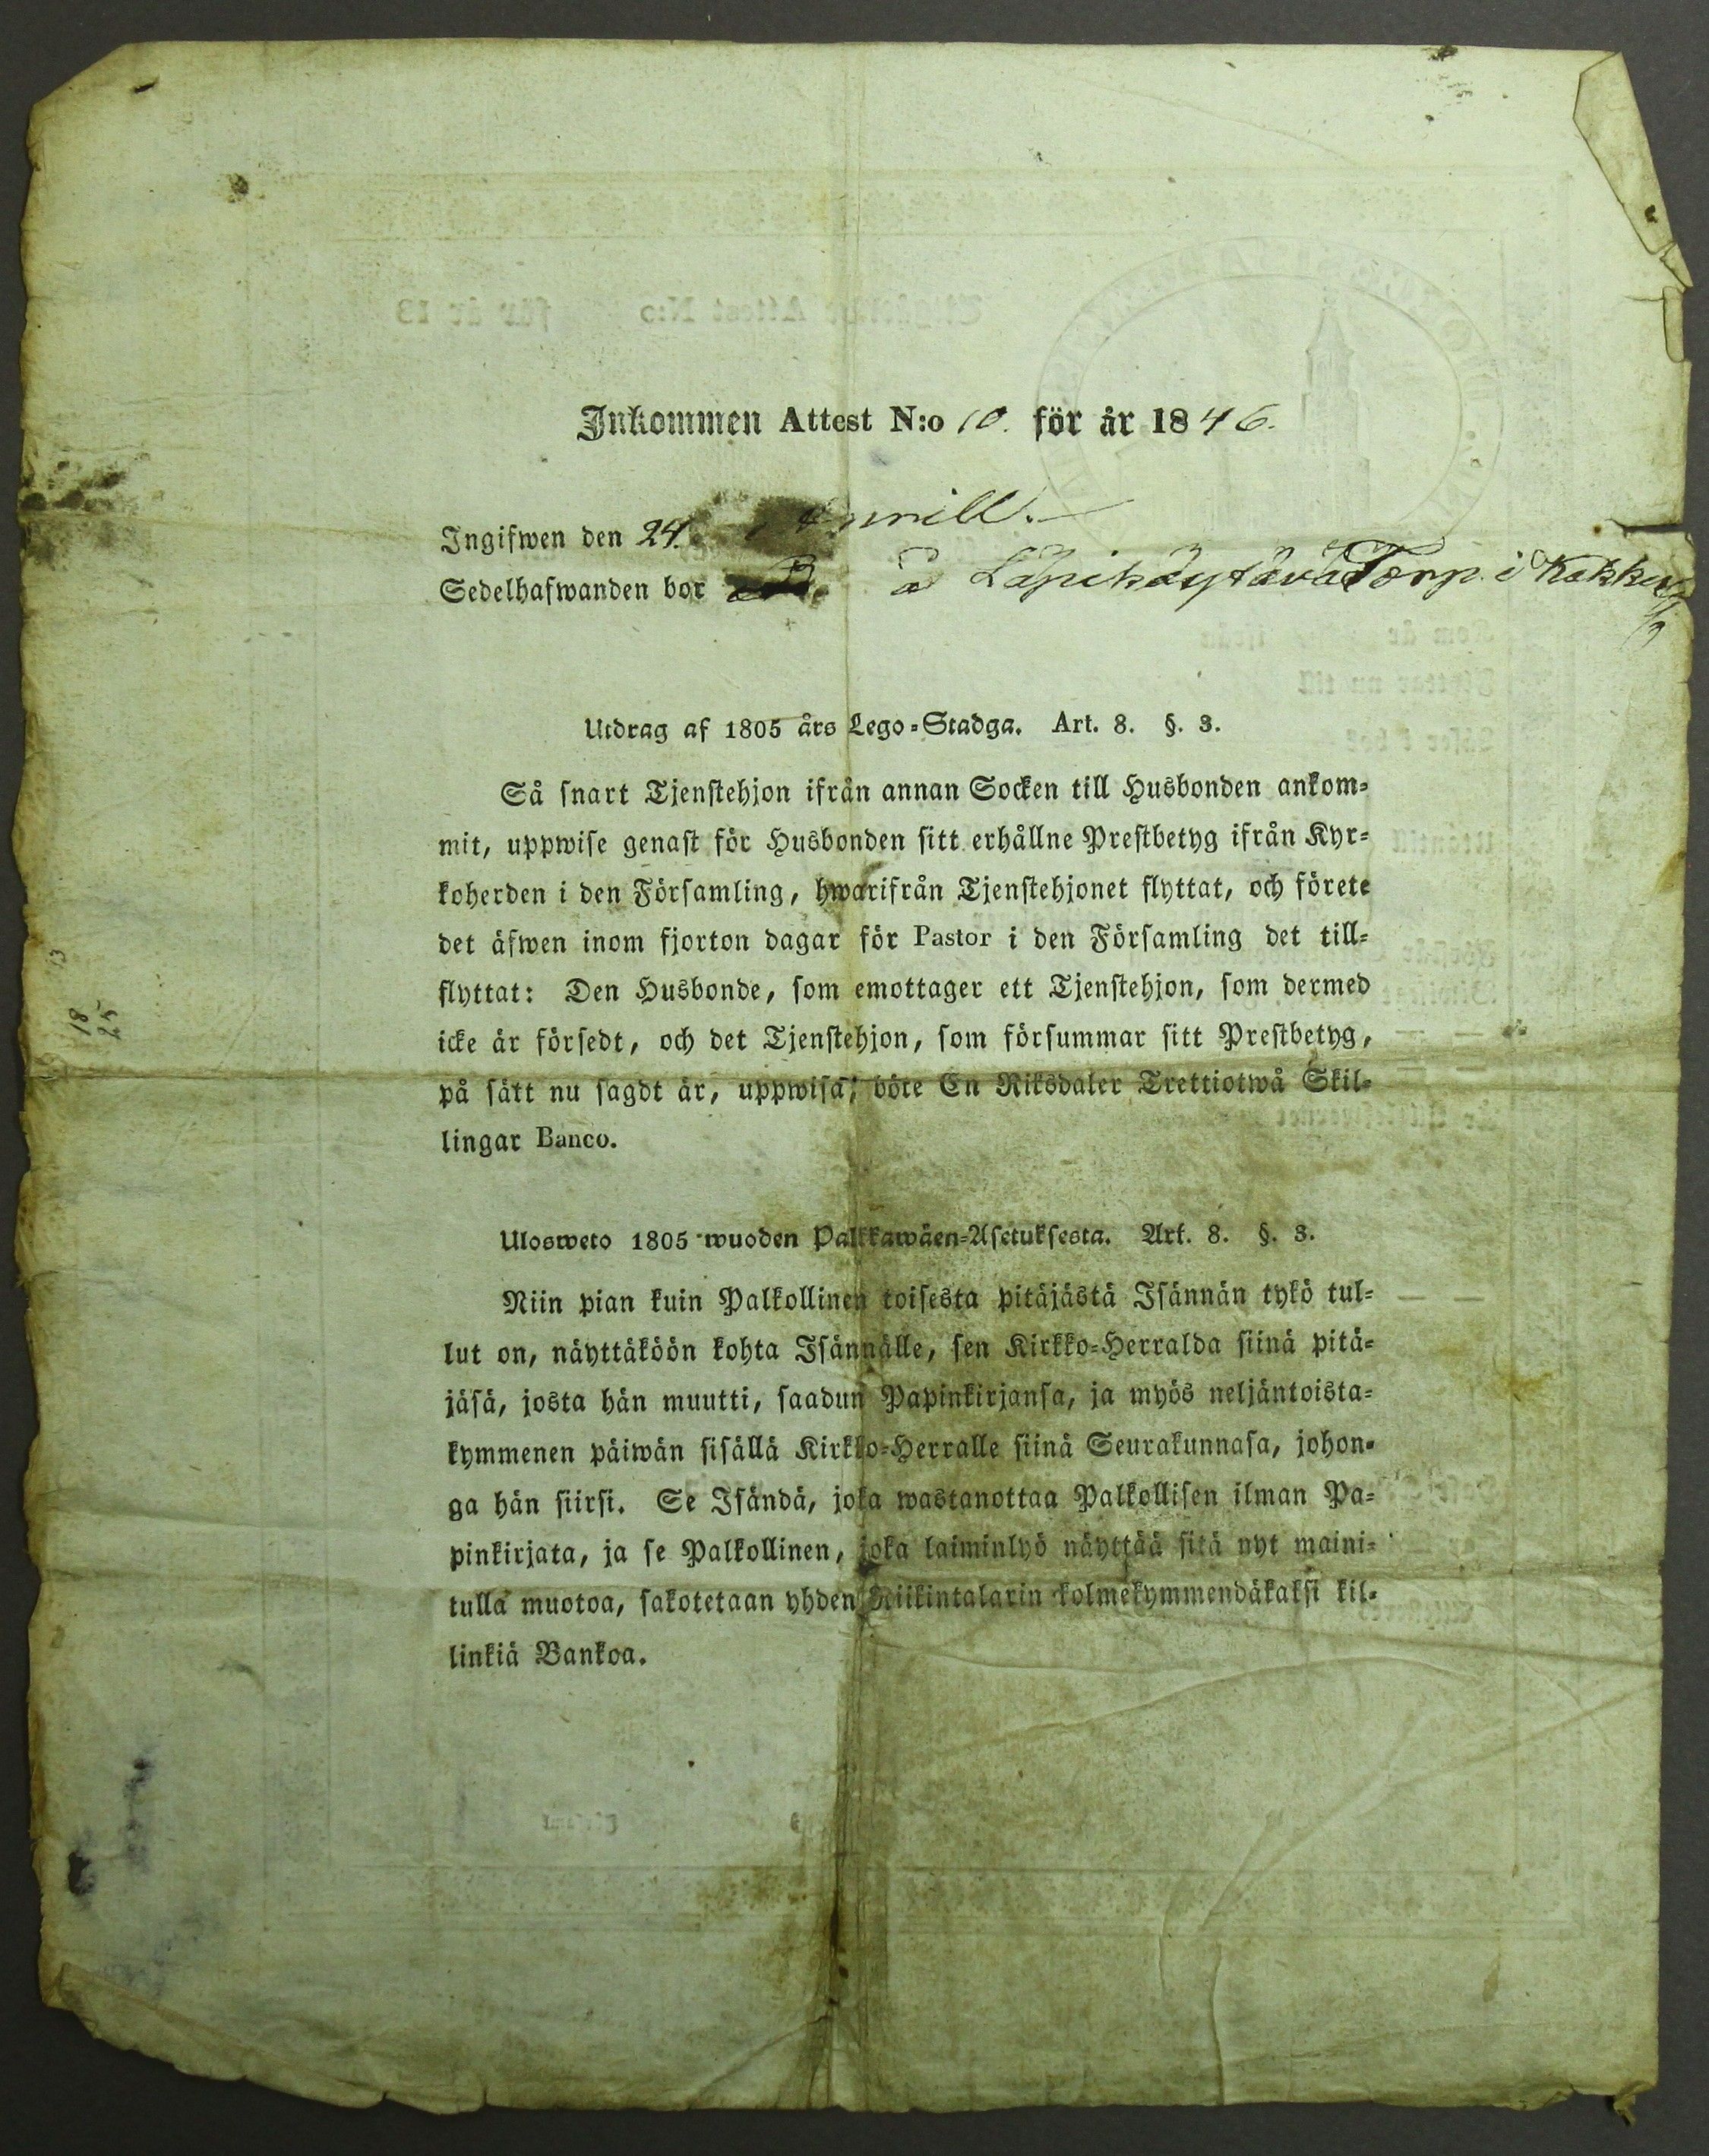 Inkommen Attest N:o 10. för år 1846.
Ingifwen den 24. Aprill.
Sedelhafwanden bor å Läpikäytävä Torp. i Kakku
Utdrag af 1805 års Lego-Stadga. Art. 8. §. 3.
Så snart Tjenstehjon ifrån annan Socken till Husbonden ankom-
mit, uppwise genast för Husbonden sitt erhållne Prestbetyg ifrån Kyr-
koherden i den Församling, hwarifrån Tjenstehjonet flyttat, och förete
det äfwen inom fjorton dagar för Pastor i den Församling det till-
flyttat: Den Husbonde, som emottager ett Tjenstehjon, som dermed
icke är försedt, och det Tjenstehjon, som försummar sitt Prestbetyg,
på sätt nu sagdt är, uppwisa; böte En Riksdaler Trettiotwå Skil-
lingar Banco.
Ulosweto 1805 wuoden Palkkawäen-Asetuksesta. Art. 8. §. 3.
Niin pian kuin Palkollinen toisesta pitäjästä Isännän tykö tul-
lut on, näyttäköön kohta Isännälle, sen Kirkko-Herralda siinä pitä-
jäsä, josta hän muutti, saadun Papinkirjansa, ja myös neljäntoista-
kymmenen päiwän sisällä Kirkko-Herralle siinä Seurakunnasa, johon-
ga hän siirsi. Se Isändä, joka wastanottaa Palkollisen ilman Pa-
pinkirjata, ja se Palkollinen, joka laiminlyö näyttää sitä nyt maini-
tulla muotoa, sakotetaan yhden Riikintalarin kolmekymmendäkaksi kil-
linkiä Bankoa.
13
18
25